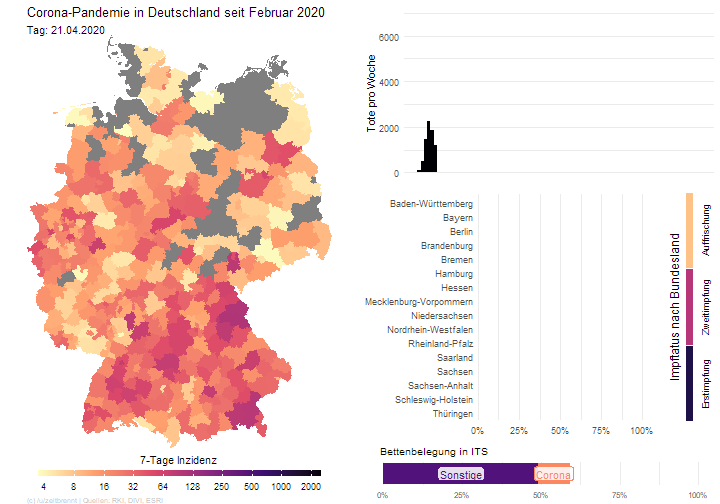 Corona-Pandemie in Deutschland seit Februar 2020
Tag: 21.04.2020
7-Tage Inzidenz
4 8 16 32 64 128 250 500 1000 2000
Tote pro Woche
6000
4000
2000
0
Baden-Württemberg
Bayern
Berlin
Brandenburg
Bremen
Hamburg
Hessen
Mecklenburg-Vorpommern
Niedersachsen
Nordrhein-Westfalen
Rheinland-Pfalz
Saarland
Sachsen
Sachsen-Anhalt
Schleswig-Holstein
Thüringen
0% 25% 50% 75% 100%
Impfstatus nach Bundesland
Auffrischung
Zweitimpfung
Erstimpfung
Bettenbelegung in ITS
Sonstige Corona
0% 25% 50% 75% 100%
Quellen: RKI, DIVI, ESRI